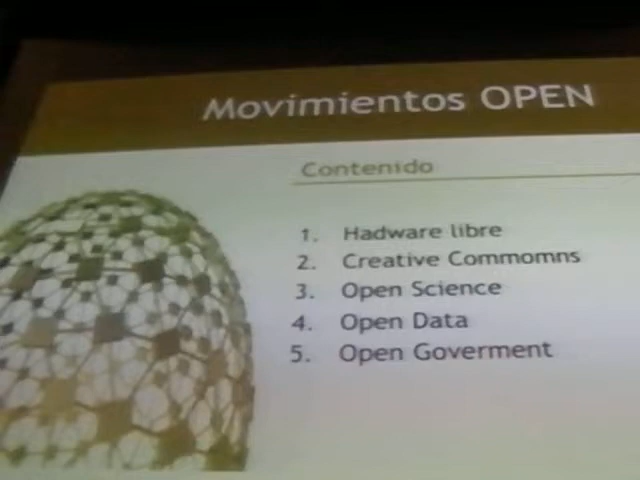 Movimientos OPEN
Contenido
1. Hadware libre
2. Creative Commomns
3. Open Science
4. Open Data
5. Open Goverment